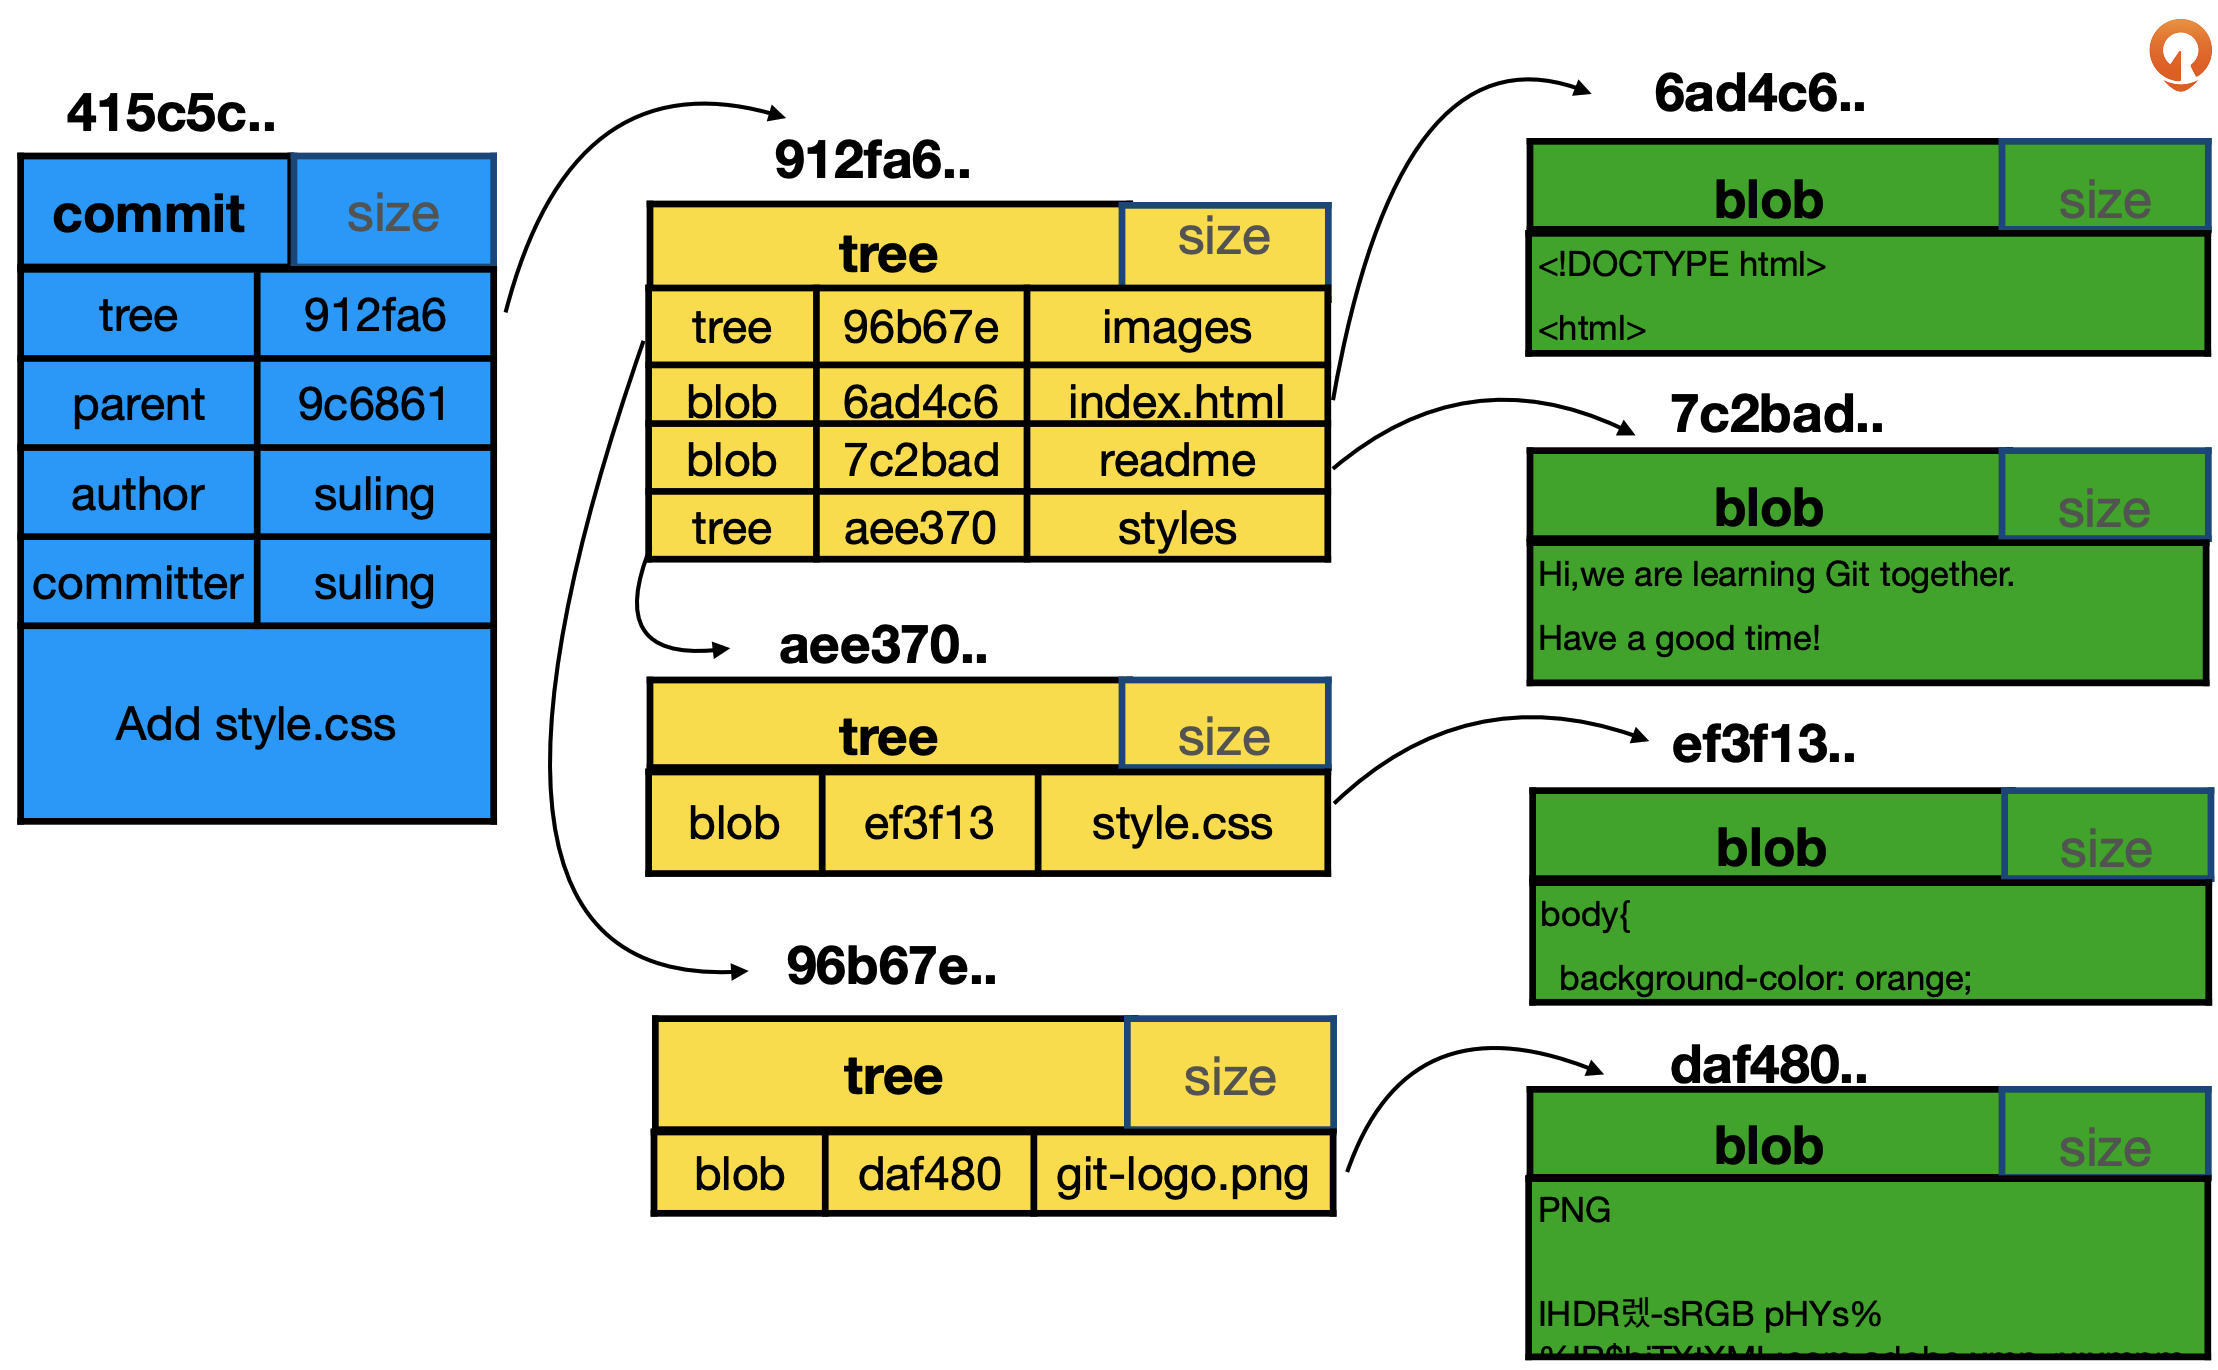 415c5c..
commit size
tree 912fa6
parent 9c6861
author suling
committer suling
Add style.css
912fa6..
tree size
tree 96b67e images
blob 6ad4c6 index.html
blob 7c2bad readme
tree aee370 styles
aee370..
tree size
blob ef3f13 style.css
96b67e..
tree size
blob daf480 git-logo.png
6ad4c6..
blob size
<!DOCTYPE html>
<html>
7c2bad..
blob size
Hi,we are learning Git together.
Have a good time!
ef3f13..
blob size
body{
background-color: orange;
daf480..
blob size
PNG
IHDR렜-sRGB pHYs%